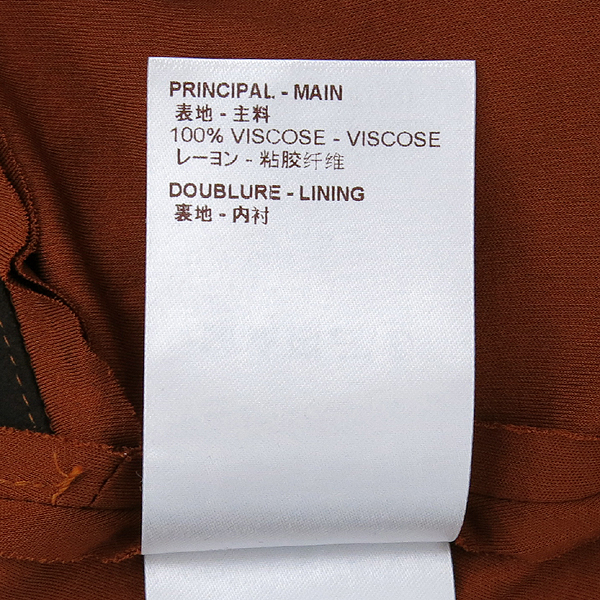 PRINCIPAL - MAIN
表地 - 主料
100% VISCOSE - VISCOSE
レーヨン - 粘胶纤维
DOUBLURE - LINING
裏地 - 内衬